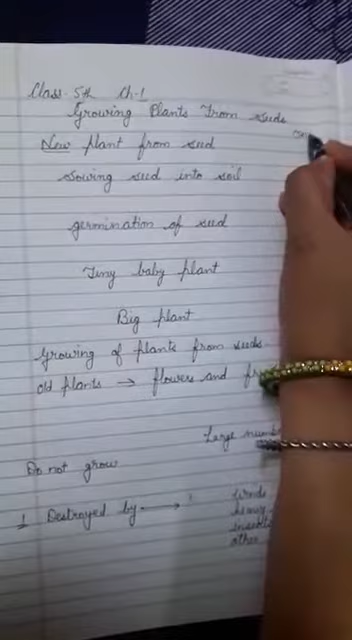 Class-5th Ch-1
Growing Plants From seeds
New plant from seed
Sowing seed into soil
germination of seed
Tiny baby plant
Big plant
Growing of plants from seeds
old plants → flowers and
Large
Do not grow
1 Destroyed by → winds
heavy
insects
other